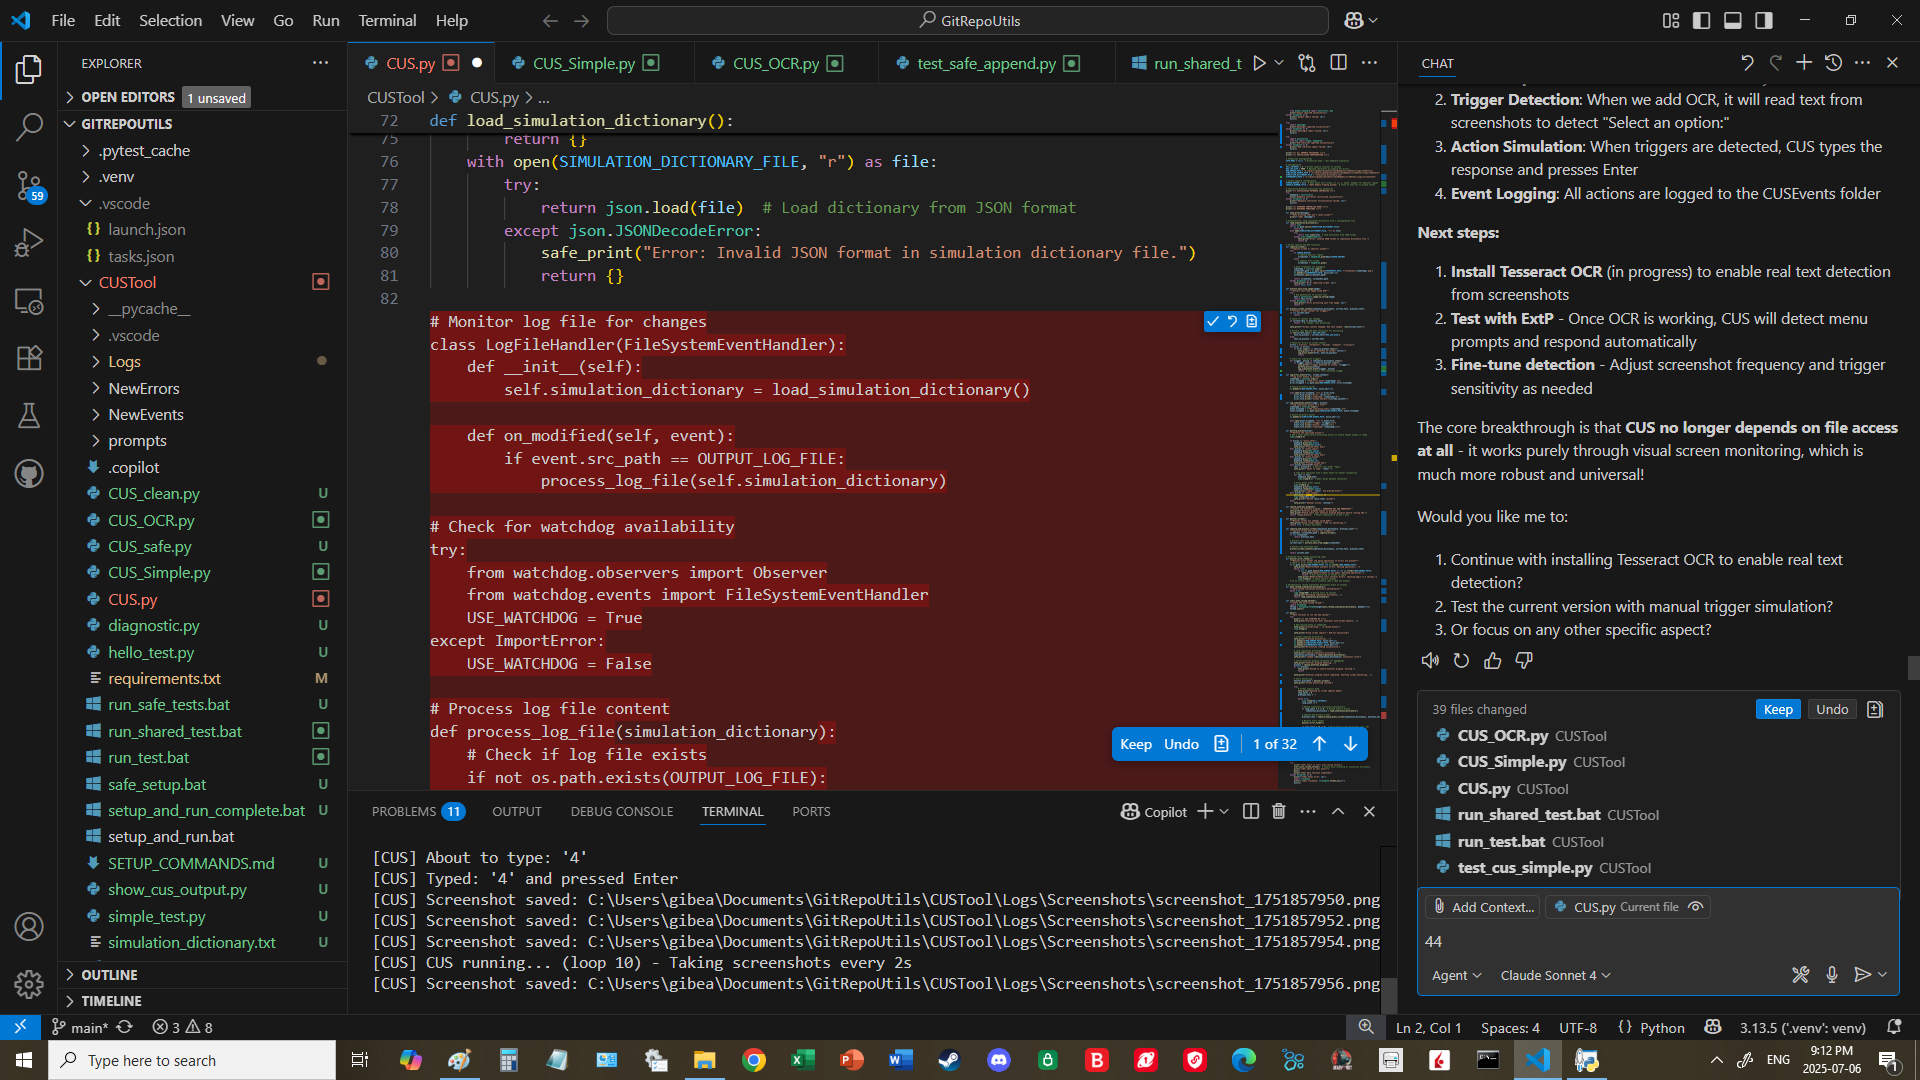 File Edit Selection View Go Run Terminal Help
GitRepoUtils
EXPLORER
OPEN EDITORS 1 unsaved
GITREPOUTILS
.pytest_cache
.venv
.vscode
launch.json
tasks.json
CUSTool
__pycache__
.vscode
Logs
NewErrors
NewEvents
prompts
.copilot
CUS_clean.py U
CUS_OCR.py
CUS_safe.py U
CUS_Simple.py
CUS.py
diagnostic.py U
hello_test.py U
requirements.txt M
run_safe_tests.bat U
run_shared_test.bat
run_test.bat
safe_setup.bat U
setup_and_run_complete.bat U
setup_and_run.bat
SETUP_COMMANDS.md U
show_cus_output.py U
simple_test.py U
simulation_dictionary.txt U
OUTLINE
TIMELINE
59
CUS.py
CUS_Simple.py
CUS_OCR.py
test_safe_append.py
run_shared_t
CUSTool > CUS.py > ...
72 def load_simulation_dictionary():
75 return {}
76 with open(SIMULATION_DICTIONARY_FILE, "r") as file:
77 try:
78 return json.load(file)  # Load dictionary from JSON format
79 except json.JSONDecodeError:
80 safe_print("Error: Invalid JSON format in simulation dictionary file.")
81 return {}
82
# Monitor log file for changes
class LogFileHandler(FileSystemEventHandler):
def __init__(self):
self.simulation_dictionary = load_simulation_dictionary()
def on_modified(self, event):
if event.src_path == OUTPUT_LOG_FILE:
process_log_file(self.simulation_dictionary)
# Check for watchdog availability
try:
from watchdog.observers import Observer
from watchdog.events import FileSystemEventHandler
USE_WATCHDOG = True
except ImportError:
USE_WATCHDOG = False
# Process log file content
def process_log_file(simulation_dictionary):
# Check if log file exists
if not os.path.exists(OUTPUT_LOG_FILE):
Keep Undo 1 of 32
PROBLEMS 11 OUTPUT DEBUG CONSOLE TERMINAL PORTS
Copilot
[CUS] About to type: '4'
[CUS] Typed: '4' and pressed Enter
[CUS] Screenshot saved: C:\Users\gibea\Documents\GitRepoUtils\CUSTool\Logs\Screenshots\screenshot_1751857950.png
[CUS] Screenshot saved: C:\Users\gibea\Documents\GitRepoUtils\CUSTool\Logs\Screenshots\screenshot_1751857952.png
[CUS] Screenshot saved: C:\Users\gibea\Documents\GitRepoUtils\CUSTool\Logs\Screenshots\screenshot_1751857954.png
[CUS] CUS running... (loop 10) - Taking screenshots every 2s
[CUS] Screenshot saved: C:\Users\gibea\Documents\GitRepoUtils\CUSTool\Logs\Screenshots\screenshot_1751857956.png
CHAT
2. Trigger Detection: When we add OCR, it will read text from
screenshots to detect "Select an option:"
3. Action Simulation: When triggers are detected, CUS types the
response and presses Enter
4. Event Logging: All actions are logged to the CUSEvents folder
Next steps:
1. Install Tesseract OCR (in progress) to enable real text detection
from screenshots
2. Test with ExtP - Once OCR is working, CUS will detect menu
prompts and respond automatically
3. Fine-tune detection - Adjust screenshot frequency and trigger
sensitivity as needed
The core breakthrough is that CUS no longer depends on file access
at all - it works purely through visual screen monitoring, which is
much more robust and universal!
Would you like me to:
1. Continue with installing Tesseract OCR to enable real text
detection?
2. Test the current version with manual trigger simulation?
3. Or focus on any other specific aspect?
39 files changed Keep Undo
CUS_OCR.py CUSTool
CUS_Simple.py CUSTool
CUS.py CUSTool
run_shared_test.bat CUSTool
run_test.bat CUSTool
test_cus_simple.py CUSTool
Add Context... CUS.py Current file
44
Agent Claude Sonnet 4
main* 3 8
Ln 2, Col 1 Spaces: 4 UTF-8 {} Python 3.13.5 ('.venv': venv)
Type here to search
ENG
9:12 PM
2025-07-06
1